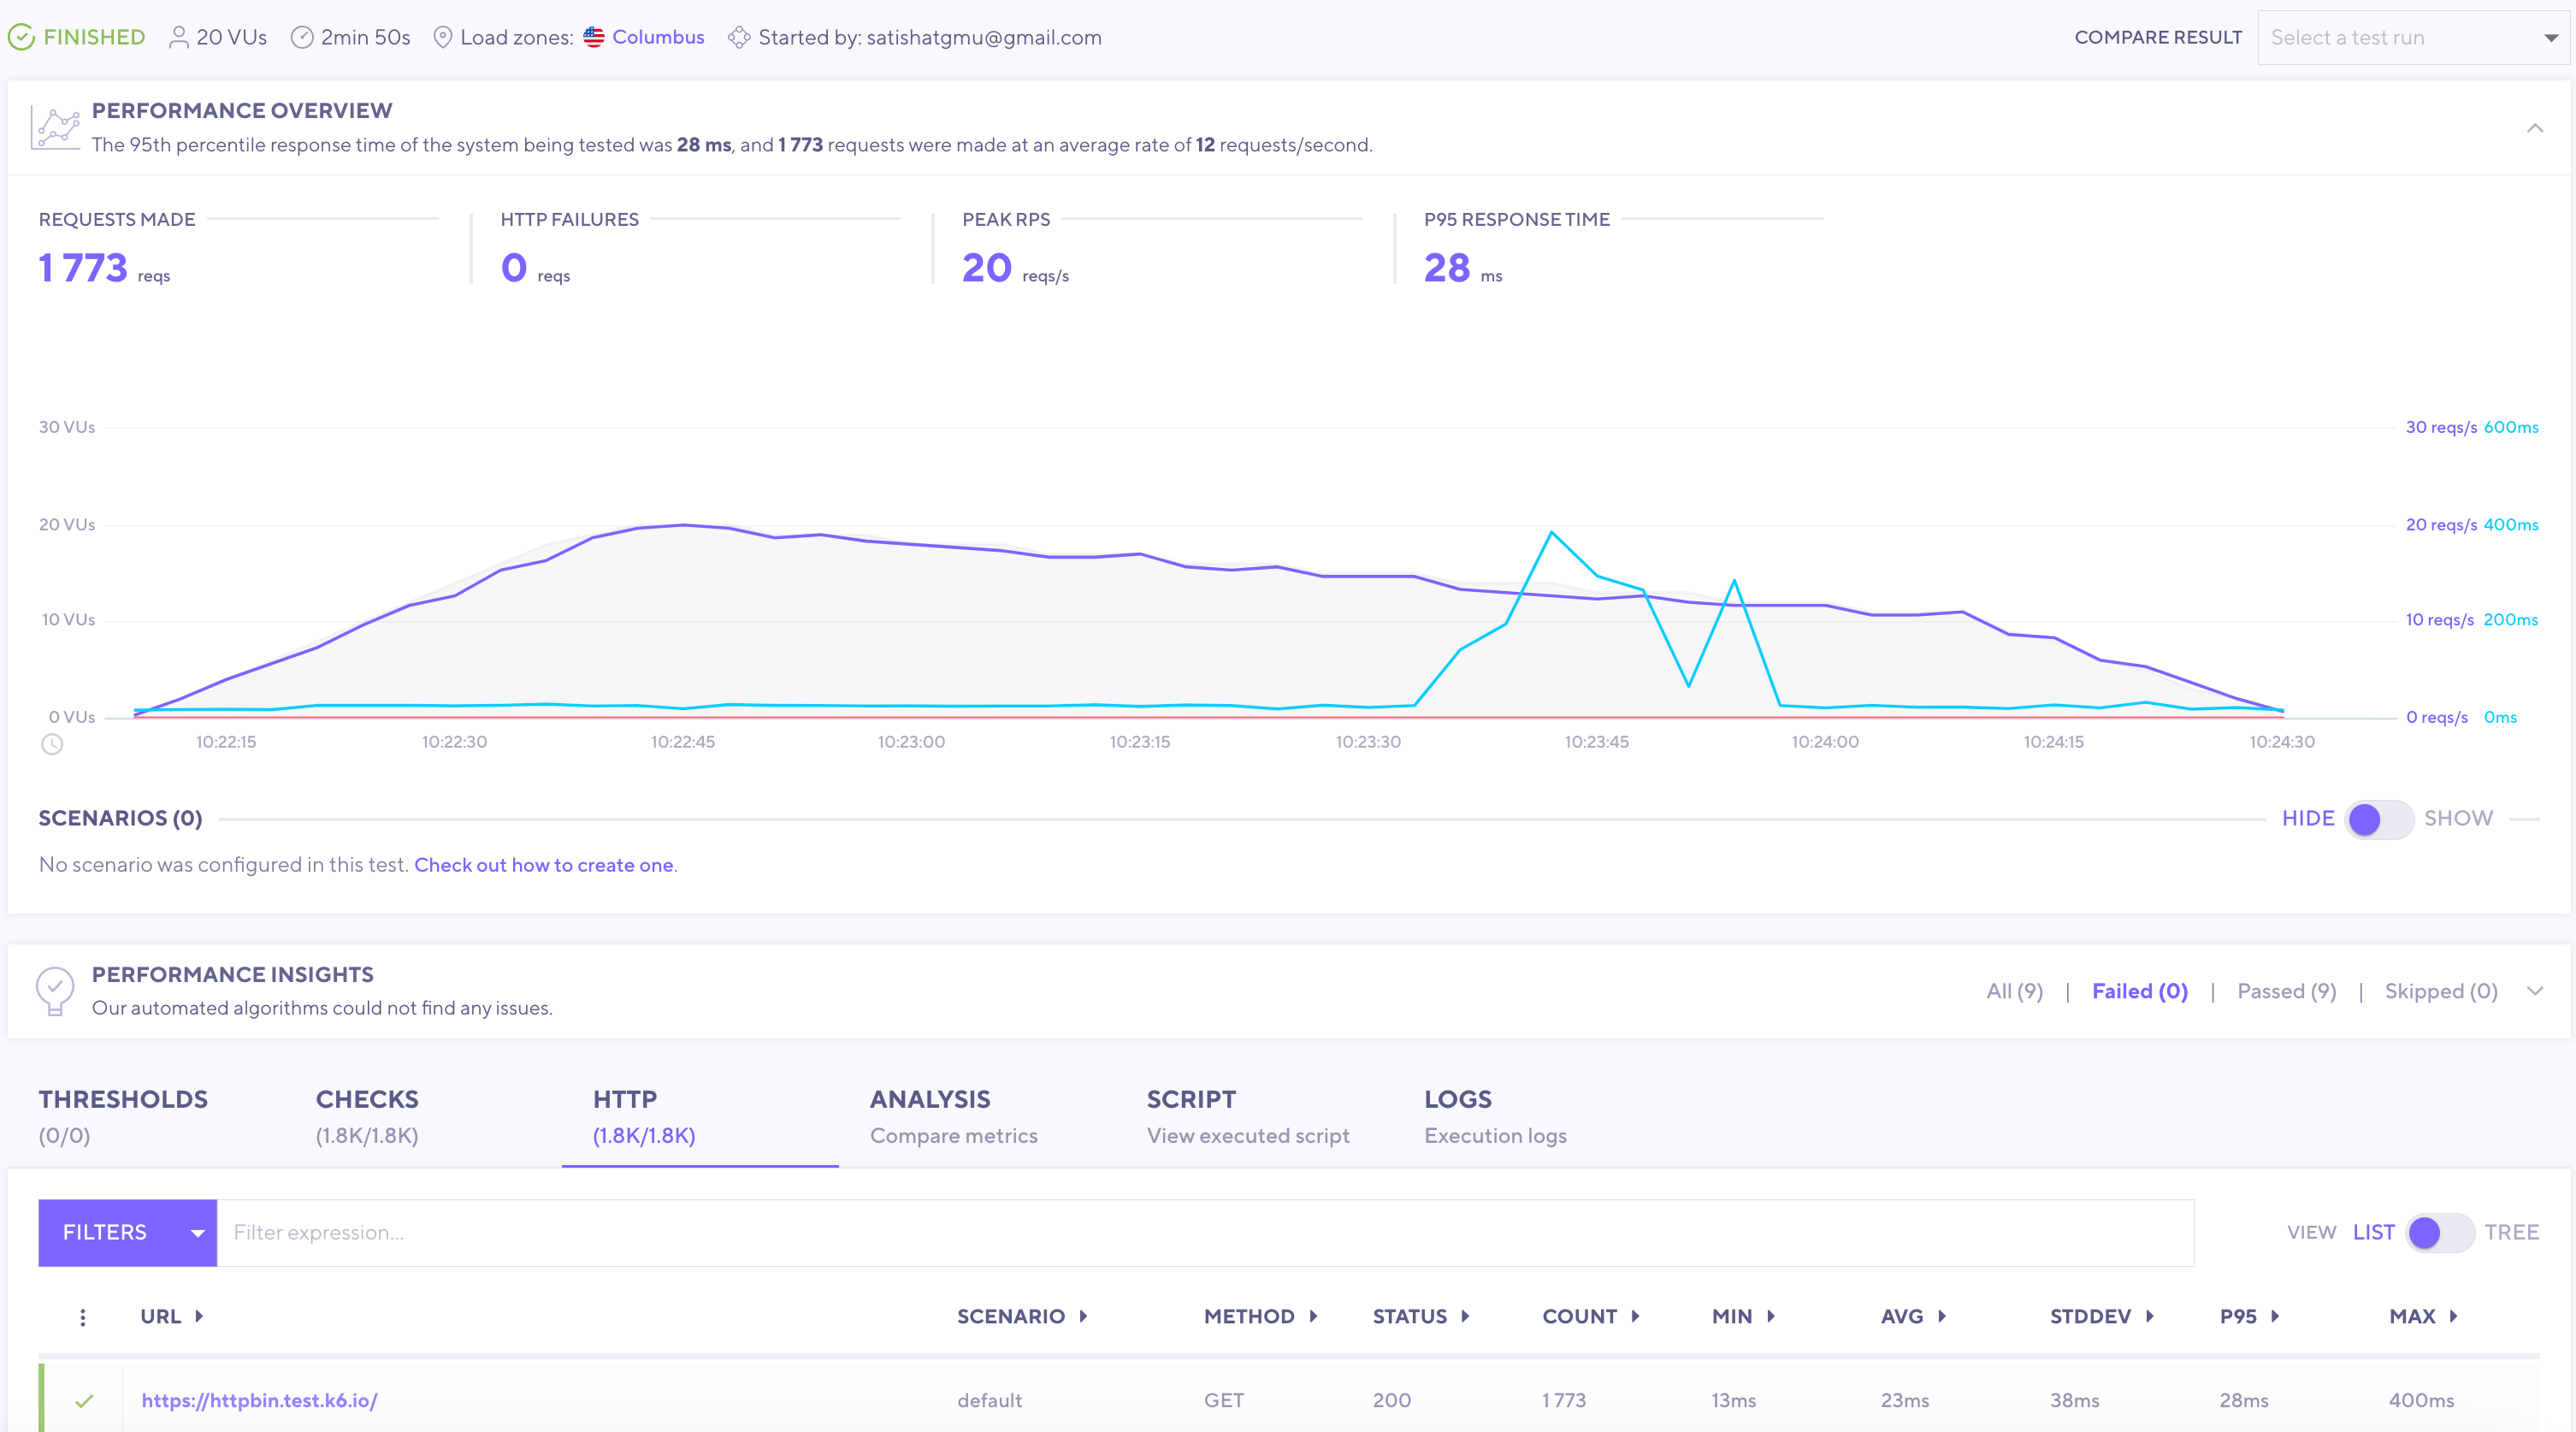 FINISHED 20 VUs 2min 50s Load zones: Columbus Started by: satishatgmu@gmail.com COMPARE RESULT Select a test run
PERFORMANCE OVERVIEW
The 95th percentile response time of the system being tested was 28 ms, and 1 773 requests were made at an average rate of 12 requests/second.
REQUESTS MADE HTTP FAILURES PEAK RPS P95 RESPONSE TIME
1 773 reqs 0 reqs 20 reqs/s 28 ms
30 VUs 30 reqs/s 600ms
20 VUs 20 reqs/s 400ms
10 VUs 10 reqs/s 200ms
0 VUs 0 reqs/s 0ms
10:22:15 10:22:30 10:22:45 10:23:00 10:23:15 10:23:30 10:23:45 10:24:00 10:24:15 10:24:30
SCENARIOS (0) HIDE SHOW
No scenario was configured in this test. Check out how to create one.
PERFORMANCE INSIGHTS
Our automated algorithms could not find any issues.
All (9) | Failed (0) | Passed (9) | Skipped (0)
THRESHOLDS CHECKS HTTP ANALYSIS SCRIPT LOGS
(0/0) (1.8K/1.8K) (1.8K/1.8K) Compare metrics View executed script Execution logs
FILTERS Filter expression... VIEW LIST TREE
URL SCENARIO METHOD STATUS COUNT MIN AVG STDDEV P95 MAX
https://httpbin.test.k6.io/ default GET 200 1 773 13ms 23ms 38ms 28ms 400ms